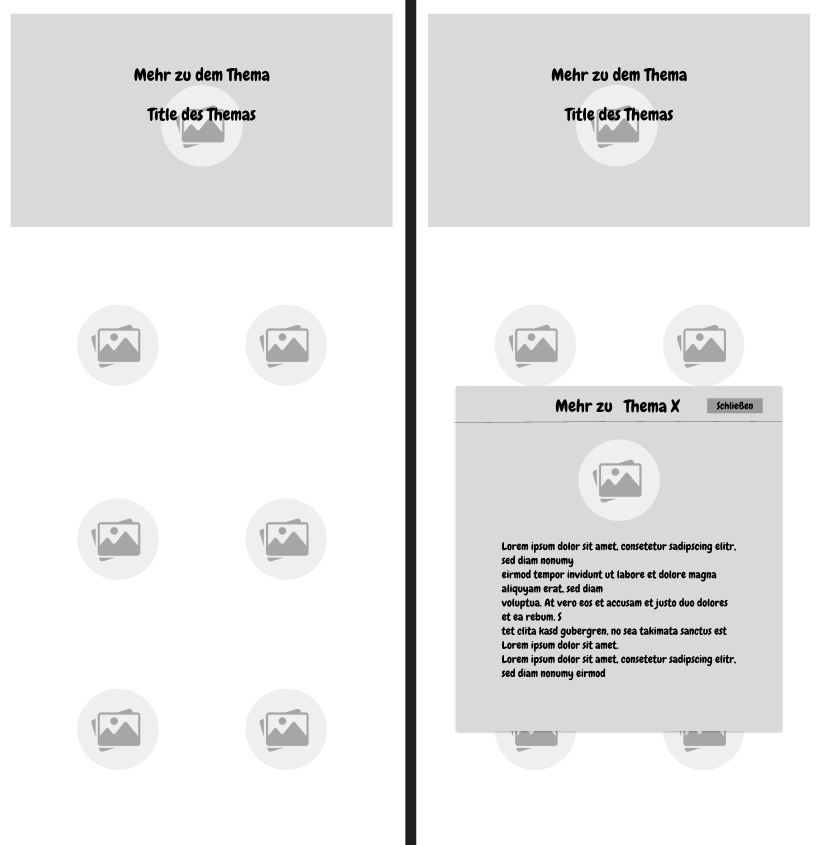 Mehr zu dem Thema
Title des Themas
Mehr zu dem Thema
Title des Themas
Mehr zu Thema X
Schließen
Lorem ipsum dolor sit amet, consetetur sadipscing elitr,
sed diam nonumy
eirmod tempor invidunt ut labore et dolore magna
aliquyam erat, sed diam
voluptua. At vero eos et accusam et justo duo dolores
et ea rebum. S
tet clita kasd gubergren, no sea takimata sanctus est
Lorem ipsum dolor sit amet.
Lorem ipsum dolor sit amet, consetetur sadipscing elitr,
sed diam nonumy eirmod